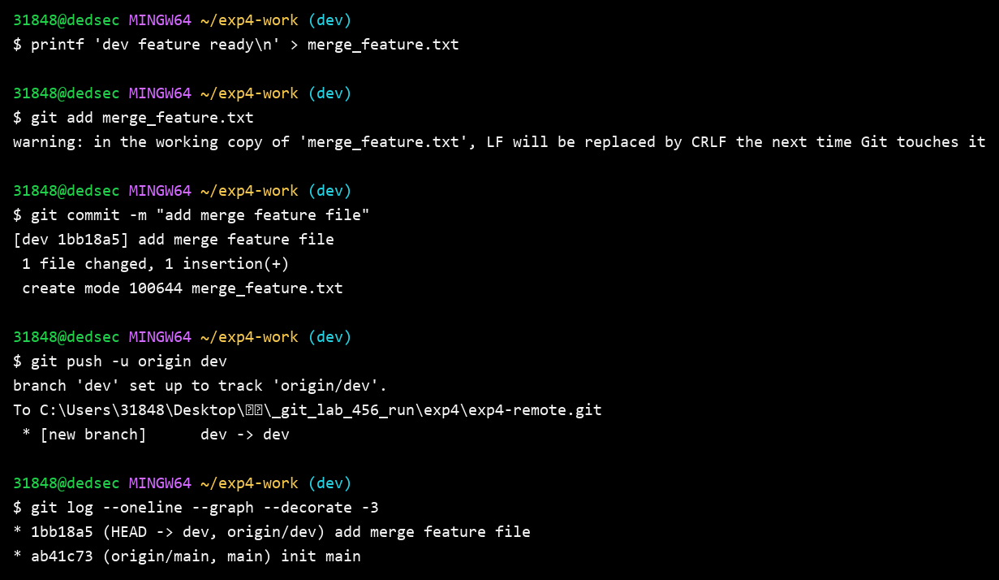 31848@dedsec MINGW64 ~/exp4-work (dev)
$ printf 'dev feature ready\n' > merge_feature.txt
31848@dedsec MINGW64 ~/exp4-work (dev)
$ git add merge_feature.txt
warning: in the working copy of 'merge_feature.txt', LF will be replaced by CRLF the next time Git touches it
31848@dedsec MINGW64 ~/exp4-work (dev)
$ git commit -m "add merge feature file"
[dev 1bb18a5] add merge feature file
 1 file changed, 1 insertion(+)
 create mode 100644 merge_feature.txt
31848@dedsec MINGW64 ~/exp4-work (dev)
$ git push -u origin dev
branch 'dev' set up to track 'origin/dev'.
To C:\Users\31848\Desktop\\_git_lab_456_run\exp4\exp4-remote.git
 * [new branch]      dev -> dev
31848@dedsec MINGW64 ~/exp4-work (dev)
$ git log --oneline --graph --decorate -3
* 1bb18a5 (HEAD -> dev, origin/dev) add merge feature file
* ab41c73 (origin/main, main) init main